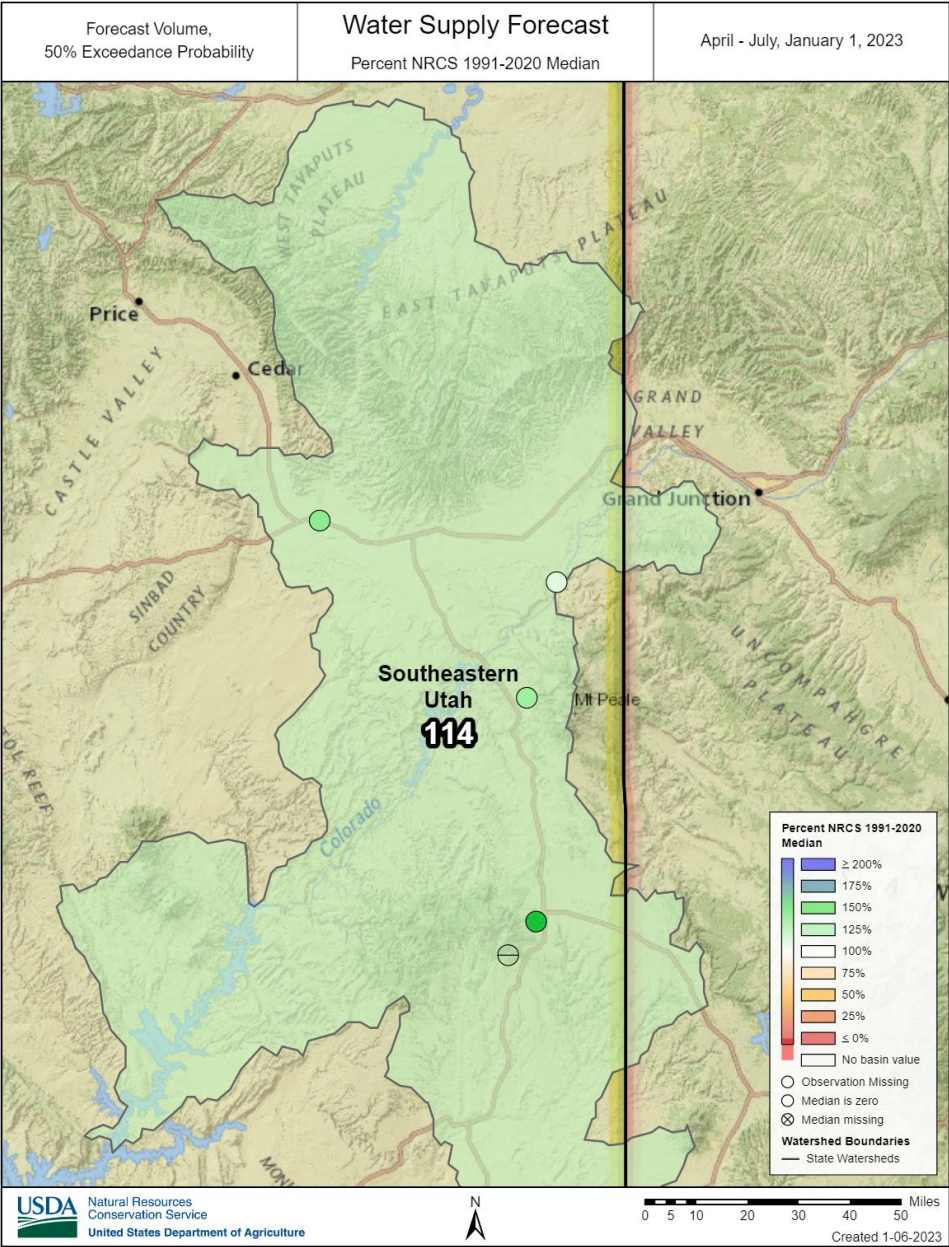 Forecast Volume,
50% Exceedance Probability
Water Supply Forecast
Percent NRCS 1991-2020 Median
April - July, January 1, 2023
WEST TAVAPUTS
PLATEAU
EAST TAVAPUTS PLATEAU
Price
Cedar
CASTLE VALLEY
GRAND
VALLEY
Grand Junction
SINBAD
COUNTRY
Southeastern
Utah
114
Mt Peale
UNCOMPAHGRE
PLATEAU
TOL REEF
Colorado
MONU
Percent NRCS 1991-2020
Median
≥ 200%
175%
150%
125%
100%
75%
50%
25%
≤ 0%
No basin value
Observation Missing
Median is zero
Median missing
Watershed Boundaries
State Watersheds
USDA
Natural Resources
Conservation Service
United States Department of Agriculture
N
Miles
0 5 10 20 30 40 50
Created 1-06-2023